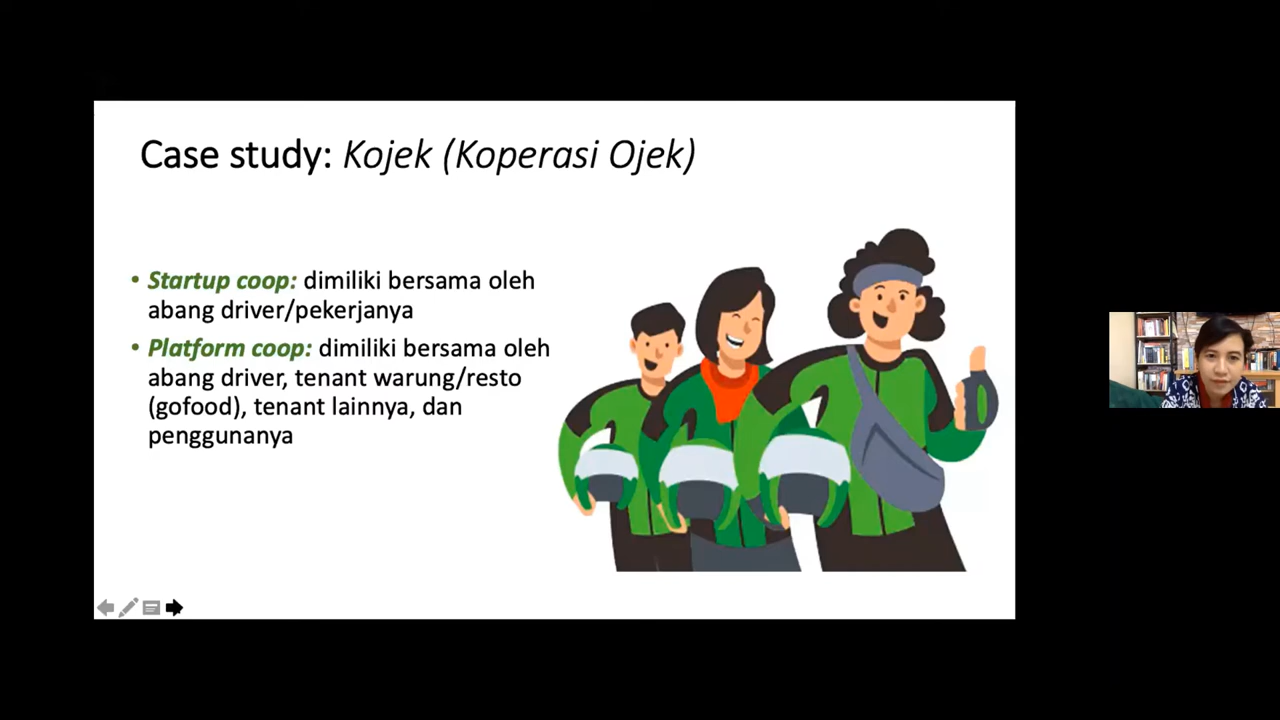 Case study: Kojek (Koperasi Ojek)
• Startup coop: dimiliki bersama oleh
abang driver/pekerjanya
• Platform coop: dimiliki bersama oleh
abang driver, tenant warung/resto
(gofood), tenant lainnya, dan
penggunanya